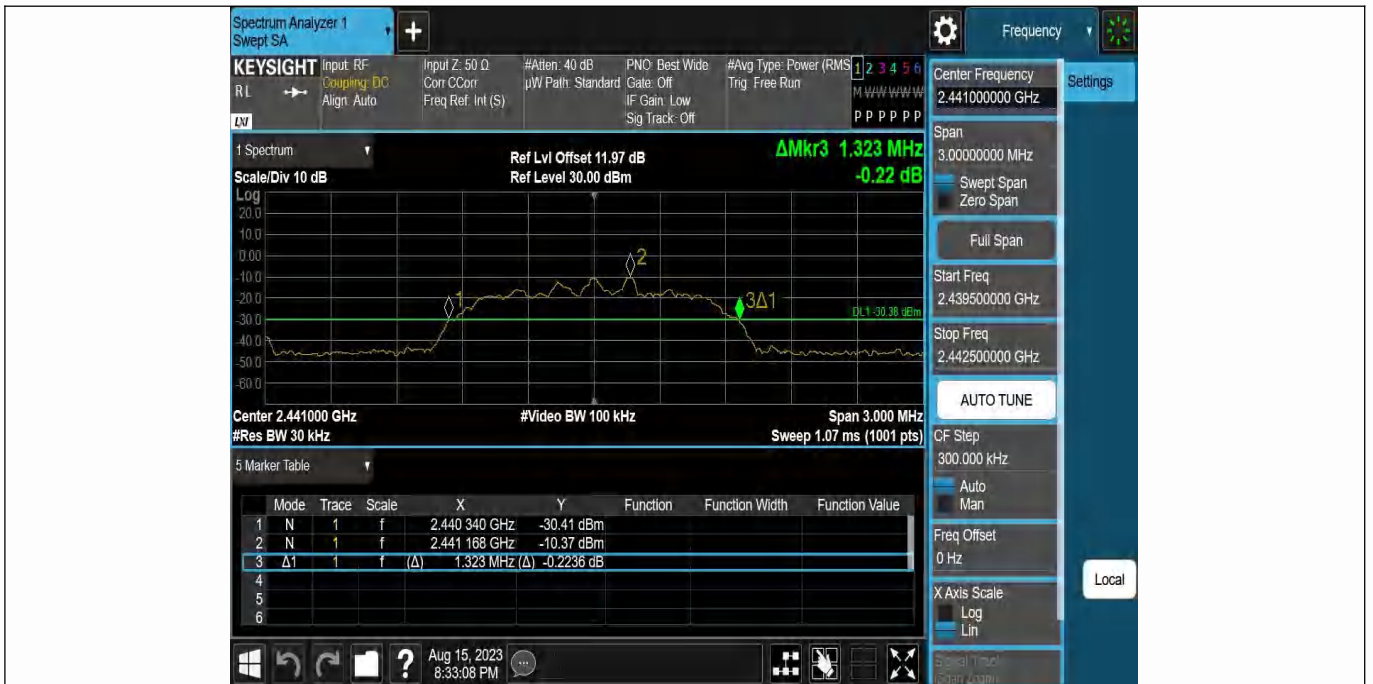 Spectrum Analyzer 1
Swept SA
+
Frequency
KEYSIGHT
RL
LXI
Input: RF
Coupling: DC
Align: Auto
Input Z: 50 Ω
Corr CCorr
Freq Ref: Int (S)
#Atten: 40 dB
µW Path: Standard
PNO: Best Wide
Gate: Off
IF Gain: Low
Sig Track: Off
#Avg Type: Power (RMS
Trig: Free Run
1 2 3 4 5 6
M W W W W W
P P P P P P
1 Spectrum
Scale/Div 10 dB
Ref Lvl Offset 11.97 dB
Ref Level 30.00 dBm
ΔMkr3 1.323 MHz
-0.22 dB
Log
20.0
10.0
0.00
-10.0
-20.0
-30.0
-40.0
-50.0
-60.0
1
2
3Δ1
DL1 -30.38 dBm
Center 2.441000 GHz
#Video BW 100 kHz
Span 3.000 MHz
#Res BW 30 kHz
Sweep 1.07 ms (1001 pts)
5 Marker Table
Mode Trace Scale X Y Function Function Width Function Value
1 N 1 f 2.440 340 GHz -30.41 dBm
2 N 1 f 2.441 168 GHz -10.37 dBm
3 Δ1 1 f (Δ) 1.323 MHz (Δ) -0.2236 dB
4
5
6
Aug 15, 2023
8:33:08 PM
?
Center Frequency
2.441000000 GHz
Settings
Span
3.00000000 MHz
Swept Span
Zero Span
Full Span
Start Freq
2.439500000 GHz
Stop Freq
2.442500000 GHz
AUTO TUNE
CF Step
300.000 kHz
Auto
Man
Freq Offset
0 Hz
Local
X Axis Scale
Log
Lin
Signal Track
(Span Zoom)